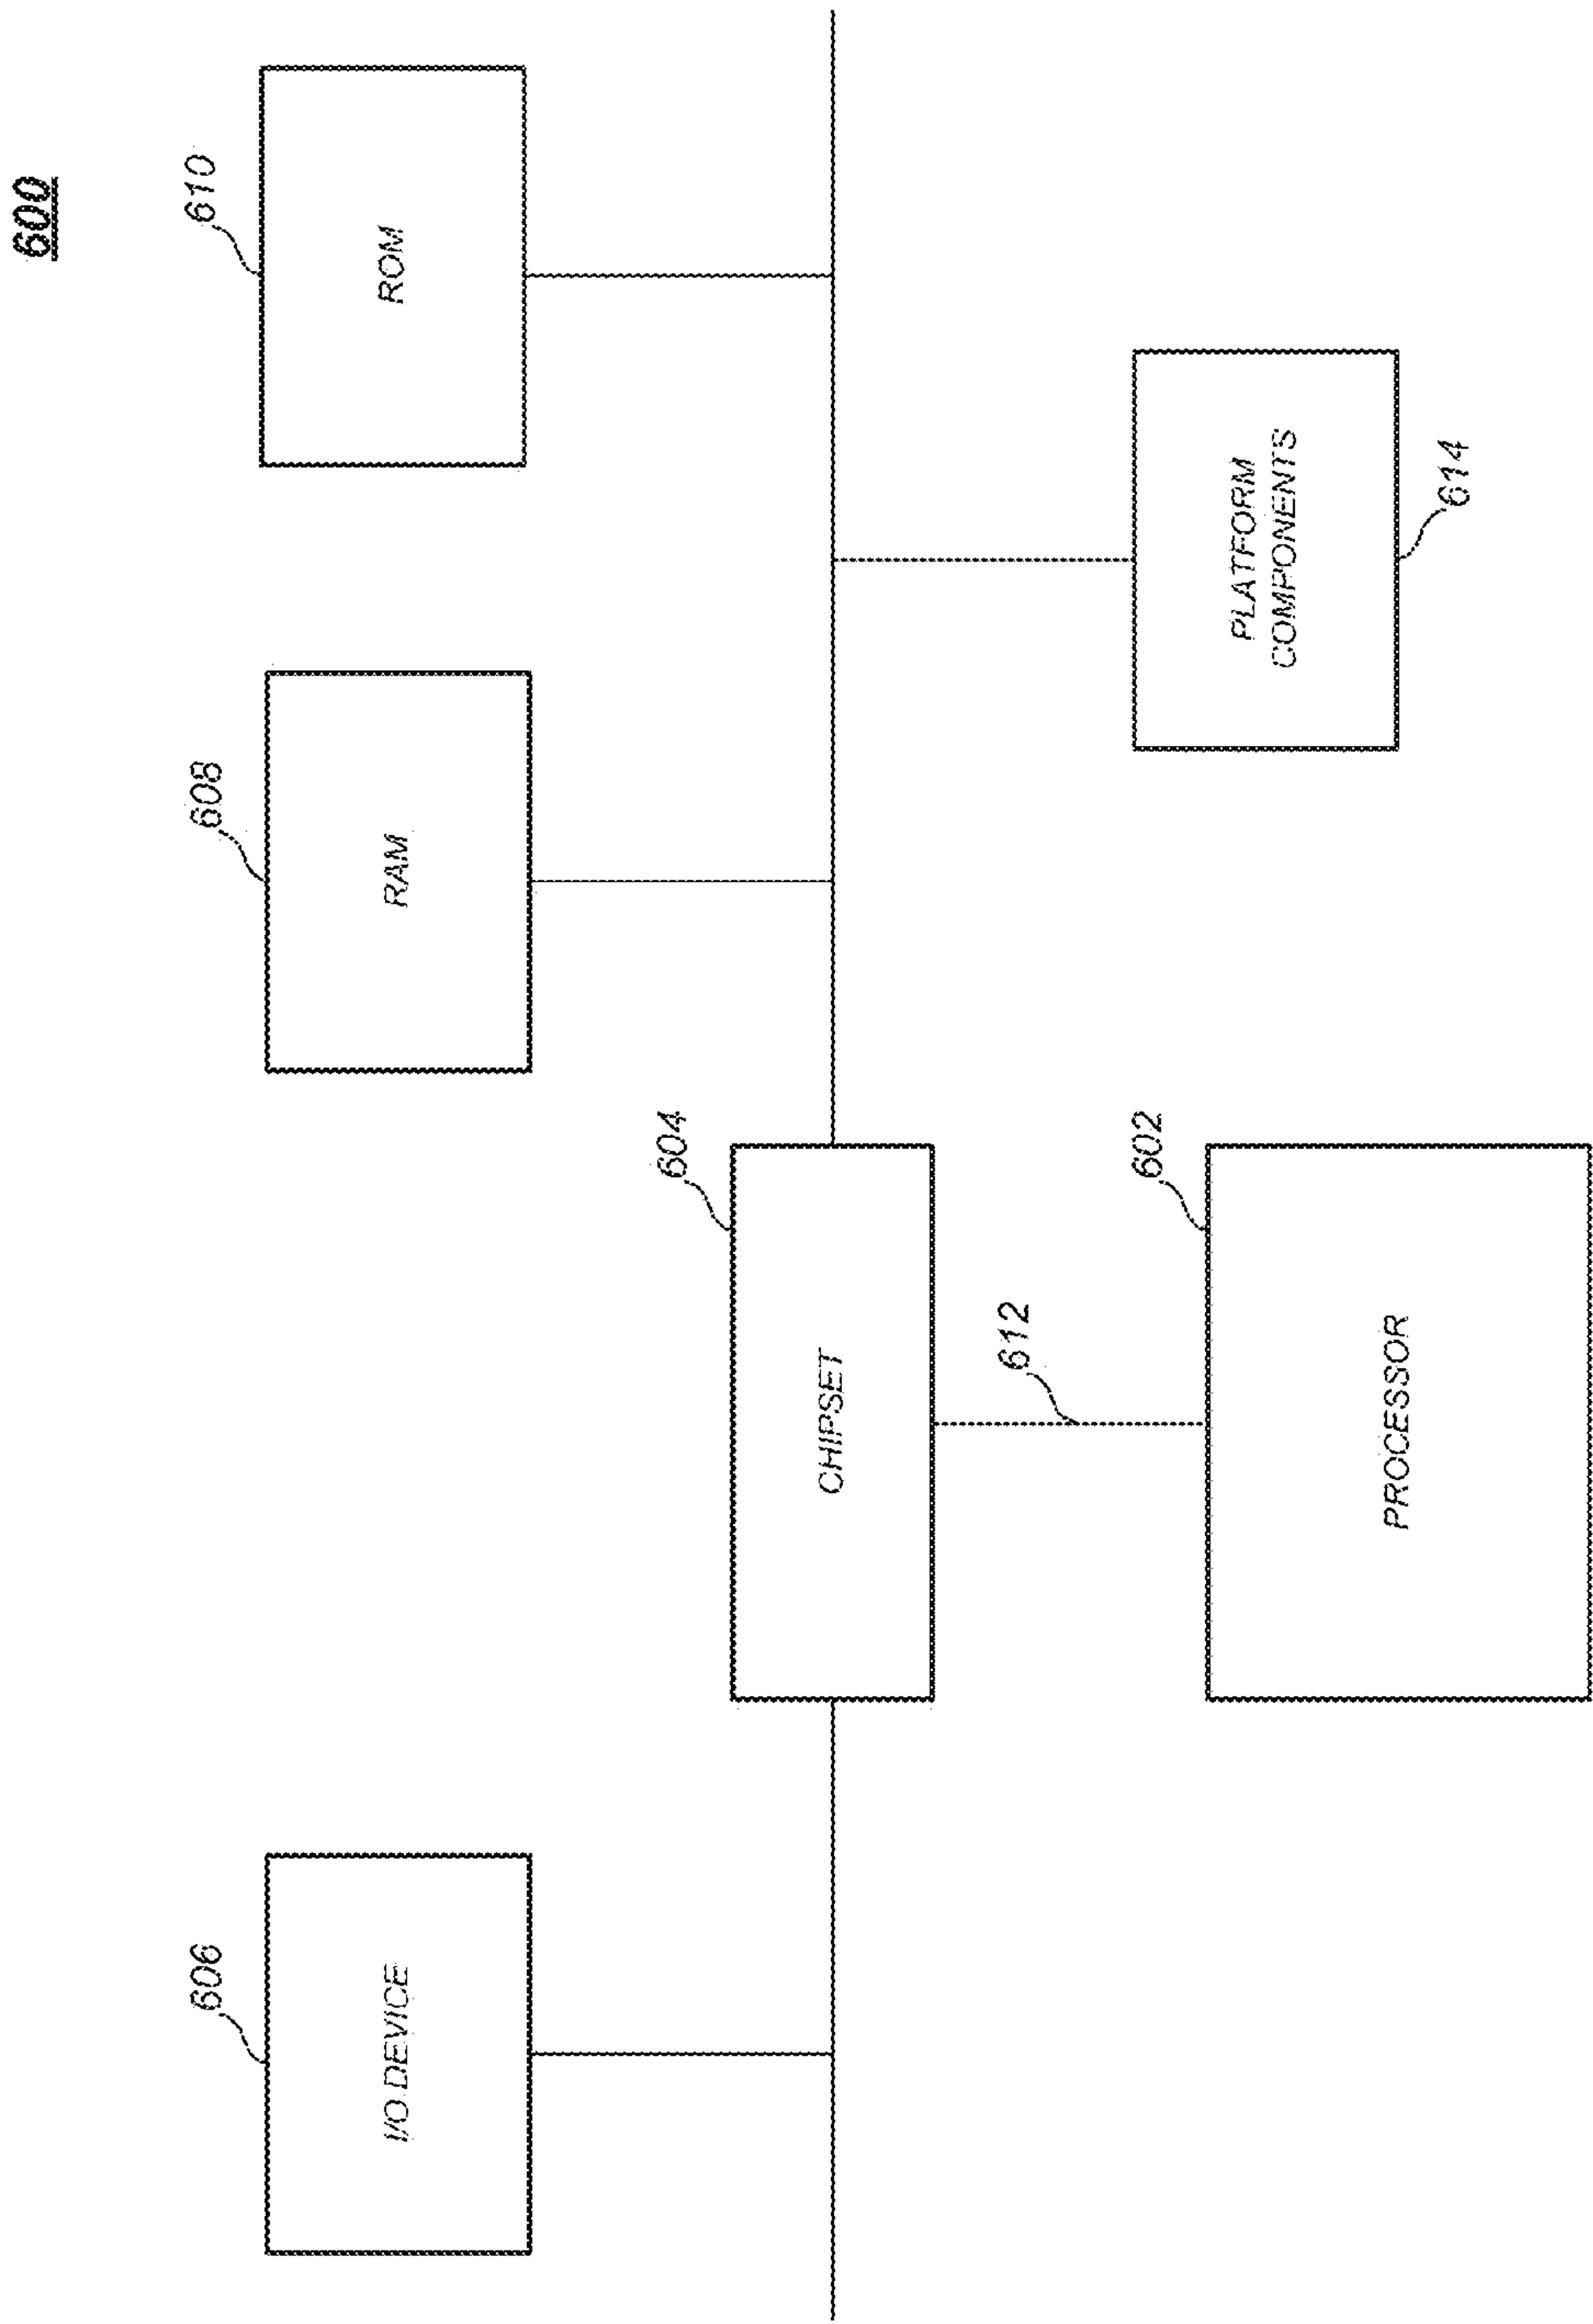 600
606
I/O DEVICE
608
RAM
610
ROM
604
CHIPSET
612
602
PROCESSOR
PLATFORM
COMPONENTS
614